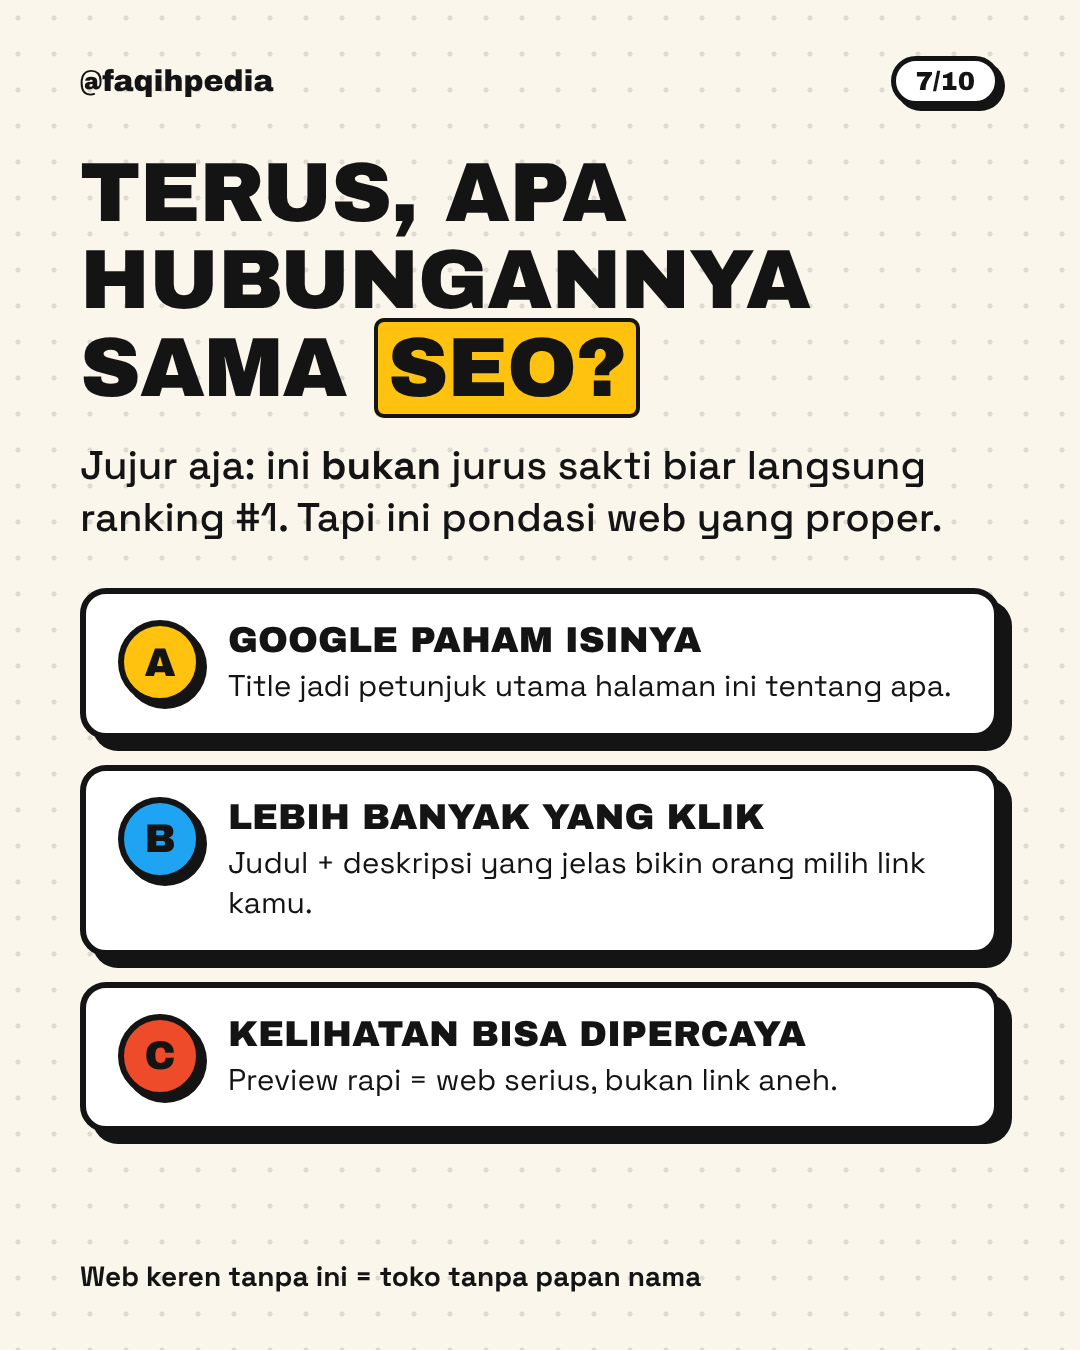 @faqihpedia
7/10
TERUS, APA
HUBUNGANNYA
SAMA SEO?
Jujur aja: ini bukan jurus sakti biar langsung
ranking #1. Tapi ini pondasi web yang proper.
A
GOOGLE PAHAM ISINYA
Title jadi petunjuk utama halaman ini tentang apa.
B
LEBIH BANYAK YANG KLIK
Judul + deskripsi yang jelas bikin orang milih link
kamu.
C
KELIHATAN BISA DIPERCAYA
Preview rapi = web serius, bukan link aneh.
Web keren tanpa ini = toko tanpa papan nama